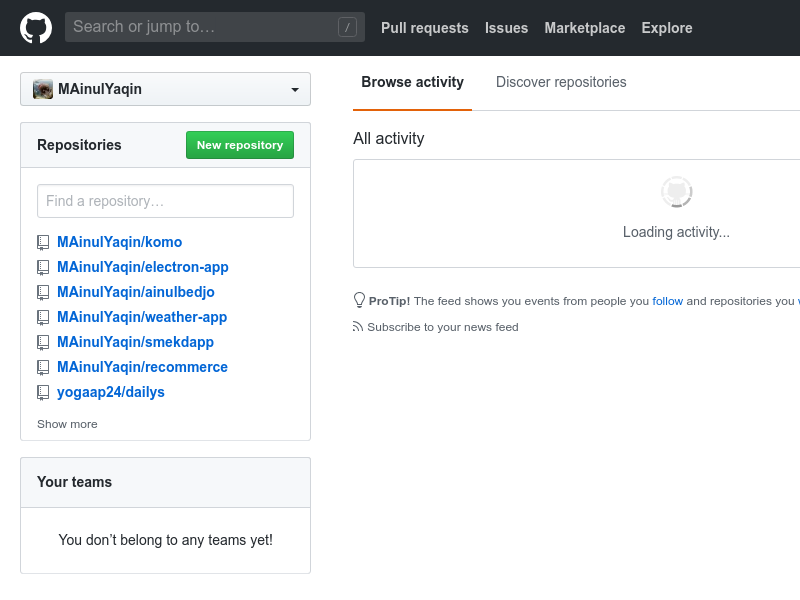 Search or jump to…
/
Pull requests
Issues
Marketplace
Explore
MAinulYaqin
Repositories
New repository
Find a repository…
MAinulYaqin/komo
MAinulYaqin/electron-app
MAinulYaqin/ainulbedjo
MAinulYaqin/weather-app
MAinulYaqin/smekdapp
MAinulYaqin/recommerce
yogaap24/dailys
Show more
Your teams
You don’t belong to any teams yet!
Browse activity
Discover repositories
All activity
Loading activity...
ProTip! The feed shows you events from people you follow and repositories you
Subscribe to your news feed